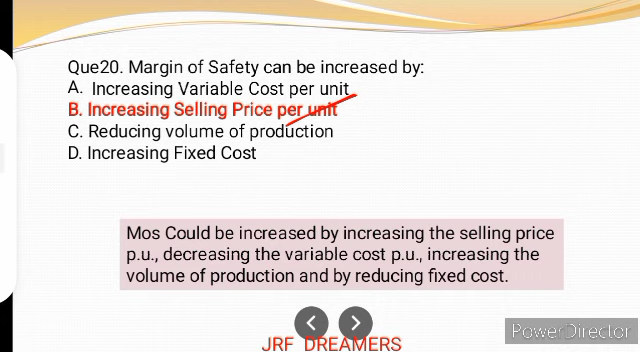 Que20. Margin of Safety can be increased by:
A. Increasing Variable Cost per unit
B. Increasing Selling Price per unit
C. Reducing volume of production
D. Increasing Fixed Cost
Mos Could be increased by increasing the selling price
p.u., decreasing the variable cost p.u., increasing the
volume of production and by reducing fixed cost.
PowerDirector
JRF DREAMERS